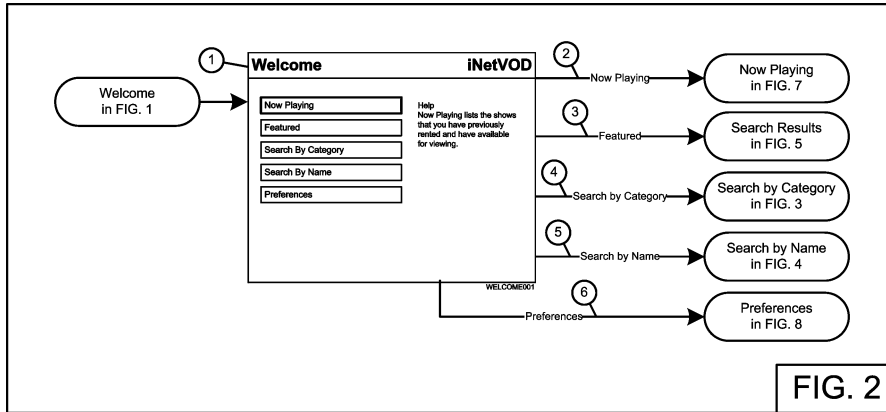 1
Welcome
in FIG. 1
Welcome iNetVOD
Now Playing
Featured
Search By Category
Search By Name
Preferences
Help
Now Playing lists the shows
that you have previously
rented and have available
for viewing.
WELCOME001
2
Now Playing
Now Playing
in FIG. 7
3
Featured
Search Results
in FIG. 5
4
Search by Category
Search by Category
in FIG. 3
5
Search by Name
Search by Name
in FIG. 4
6
Preferences
Preferences
in FIG. 8
FIG. 2